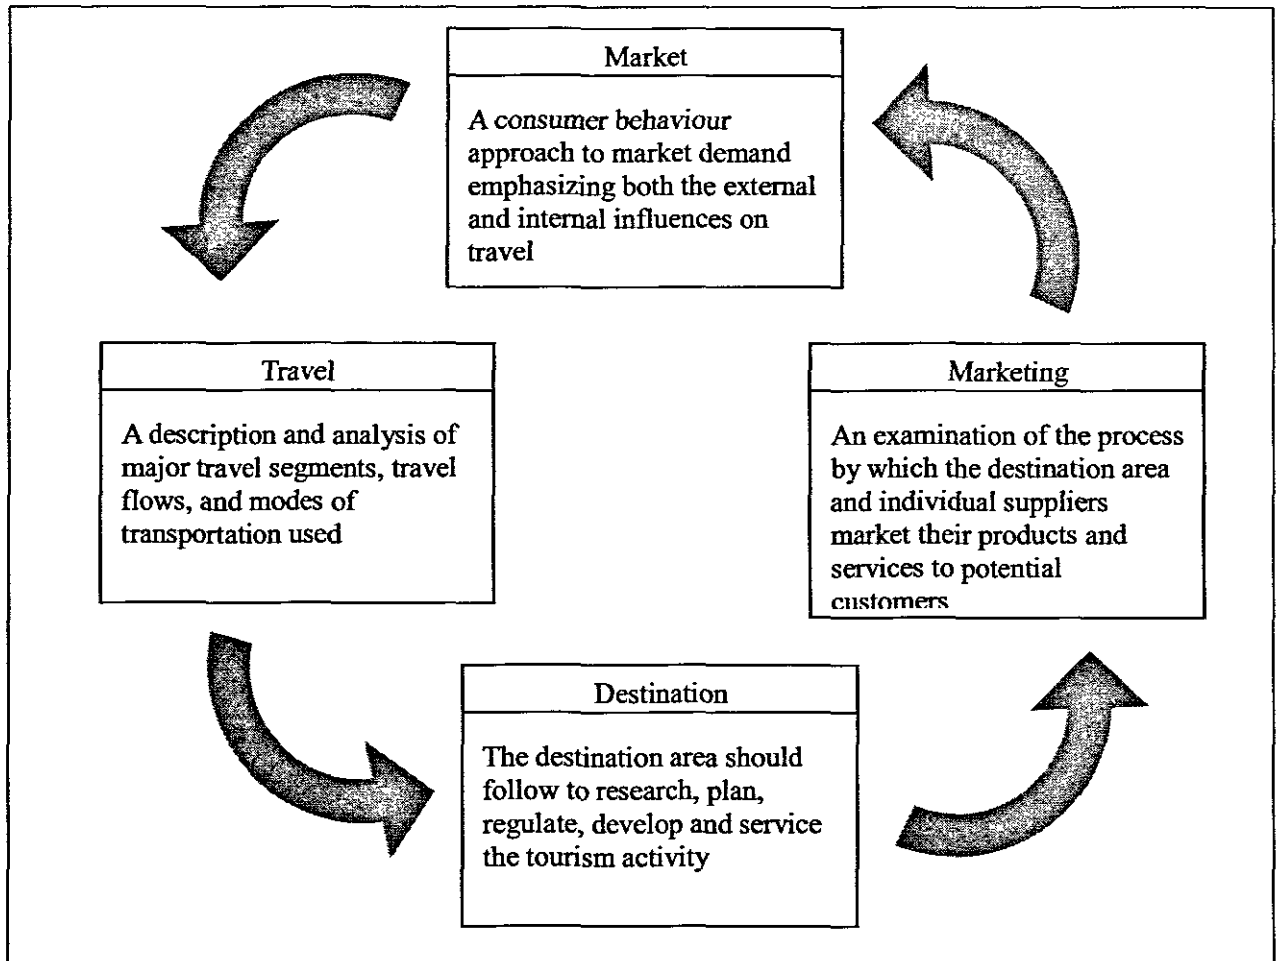 Market
A consumer behaviour
approach to market demand
emphasizing both the external
and internal influences on
travel
Travel
A description and analysis of
major travel segments, travel
flows, and modes of
transportation used
Marketing
An examination of the process
by which the destination area
and individual suppliers
market their products and
services to potential
customers
Destination
The destination area should
follow to research, plan,
regulate, develop and service
the tourism activity